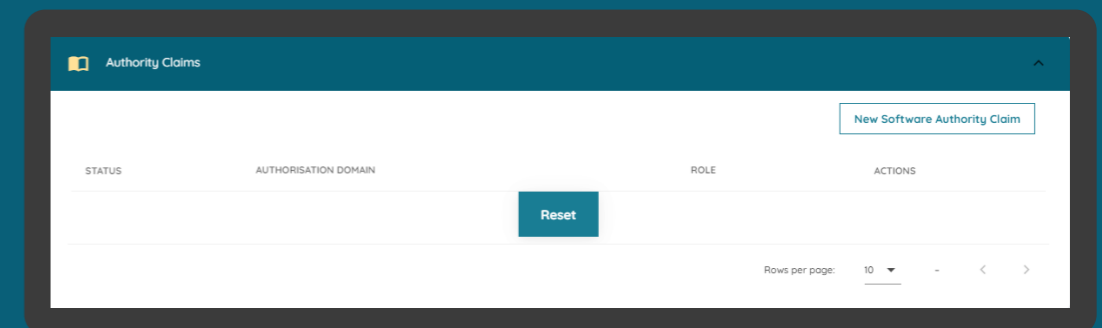 Authority Claims
New Software Authority Claim
STATUS AUTHORISATION DOMAIN ROLE ACTIONS
Reset
Rows per page: 10 -